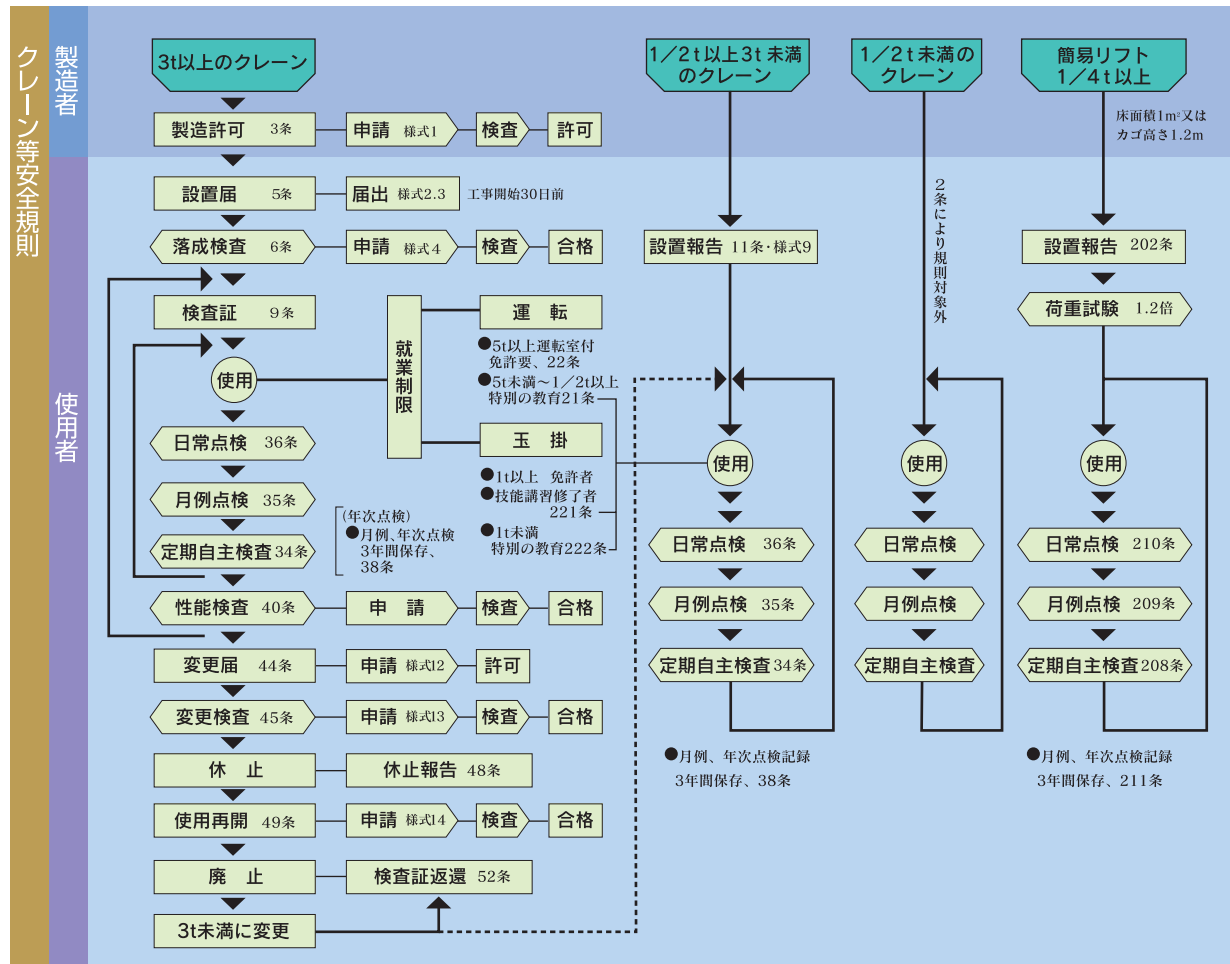 クレーン等安全規則
製造者
使用者
3t以上のクレーン
製造許可 3条
申請 様式1
検査
許可
設置届 5条
届出 様式2.3
工事開始30日前
落成検査 6条
申請 様式4
検査
合格
検査証 9条
使用
日常点検 36条
月例点検 35条
定期自主検査 34条
性能検査 40条
申 請
検査
合格
変更届 44条
申請 様式12
許可
変更検査 45条
申請 様式13
検査
合格
休 止
休止報告 48条
使用再開 49条
申請 様式14
検査
合格
廃 止
検査証返還 52条
3t未満に変更
就業制限
運 転
●5t以上運転室付
免許要、22条
●5t未満～1／2t以上
特別の教育21条
玉 掛
●1t以上 免許者
●技能講習修了者
221条
●1t未満
特別の教育222条
(年次点検)
●月例、年次点検
3年間保存、
38条
1／2t以上3t未満
のクレーン
設置報告 11条・様式9
使用
日常点検 36条
月例点検 35条
定期自主検査 34条
●月例、年次点検記録
3年間保存、38条
1／2t未満の
クレーン
2条により規則対象外
使用
日常点検
月例点検
定期自主検査
簡易リフト
1／4t以上
床面積1m²又は
カゴ高さ1.2m
設置報告 202条
荷重試験 1.2倍
使用
日常点検 210条
月例点検 209条
定期自主検査 208条
●月例、年次点検記録
3年間保存、211条